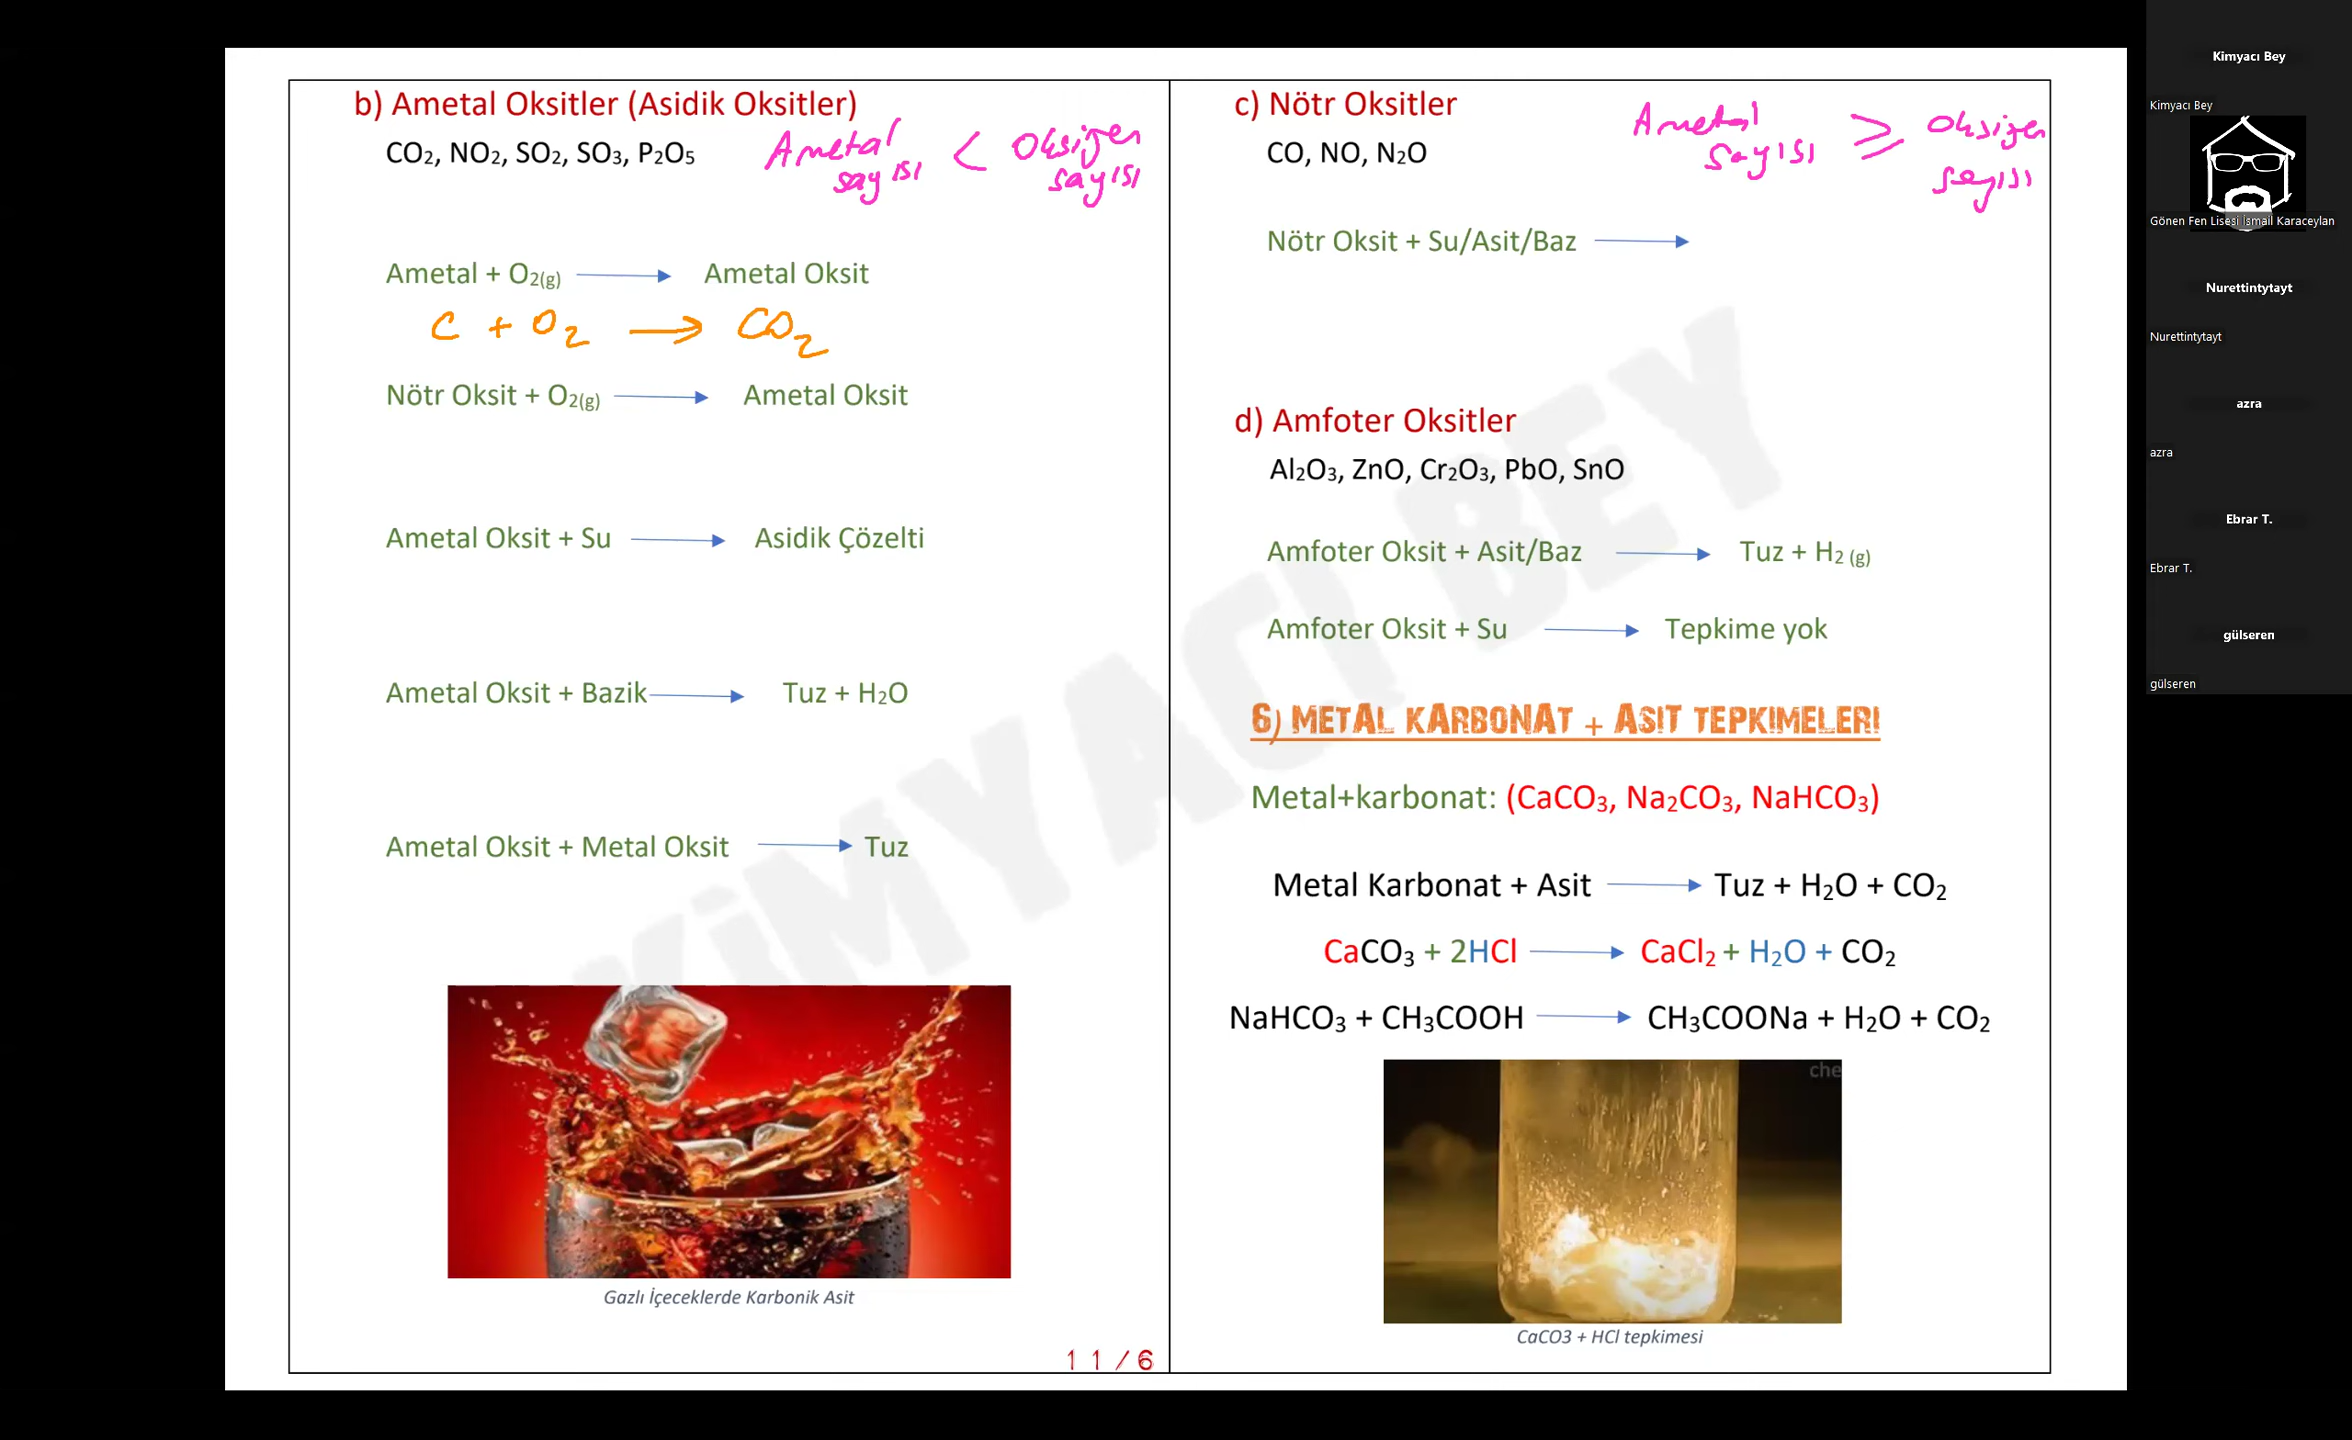 b) Ametal Oksitler (Asidik Oksitler)
CO₂, NO₂, SO₂, SO₃, P₂O₅
Ametal sayısı < Oksijen sayısı
Ametal + O₂(g) → Ametal Oksit
C + O₂ → CO₂
Nötr Oksit + O₂(g) → Ametal Oksit
Ametal Oksit + Su → Asidik Çözelti
Ametal Oksit + Bazik → Tuz + H₂O
Ametal Oksit + Metal Oksit → Tuz
Gazlı İçeceklerde Karbonik Asit
11/6
c) Nötr Oksitler
CO, NO, N₂O
Ametal sayısı ≥ Oksijen sayısı
Nötr Oksit + Su/Asit/Baz →
d) Amfoter Oksitler
Al₂O₃, ZnO, Cr₂O₃, PbO, SnO
Amfoter Oksit + Asit/Baz → Tuz + H₂ (g)
Amfoter Oksit + Su → Tepkime yok
6) METAL KARBONAT + ASIT TEPKIMELERI
Metal+karbonat: (CaCO₃, Na₂CO₃, NaHCO₃)
Metal Karbonat + Asit → Tuz + H₂O + CO₂
CaCO₃ + 2HCl → CaCl₂ + H₂O + CO₂
NaHCO₃ + CH₃COOH → CH₃COONa + H₂O + CO₂
che
CaCO3 + HCl tepkimesi
KİMYACI BEY
Kimyacı Bey
Kimyacı Bey
Gönen Fen Lisesi İsmail Karaceylan
Nurettintytayt
Nurettintytayt
azra
azra
Ebrar T.
Ebrar T.
gülseren
gülseren